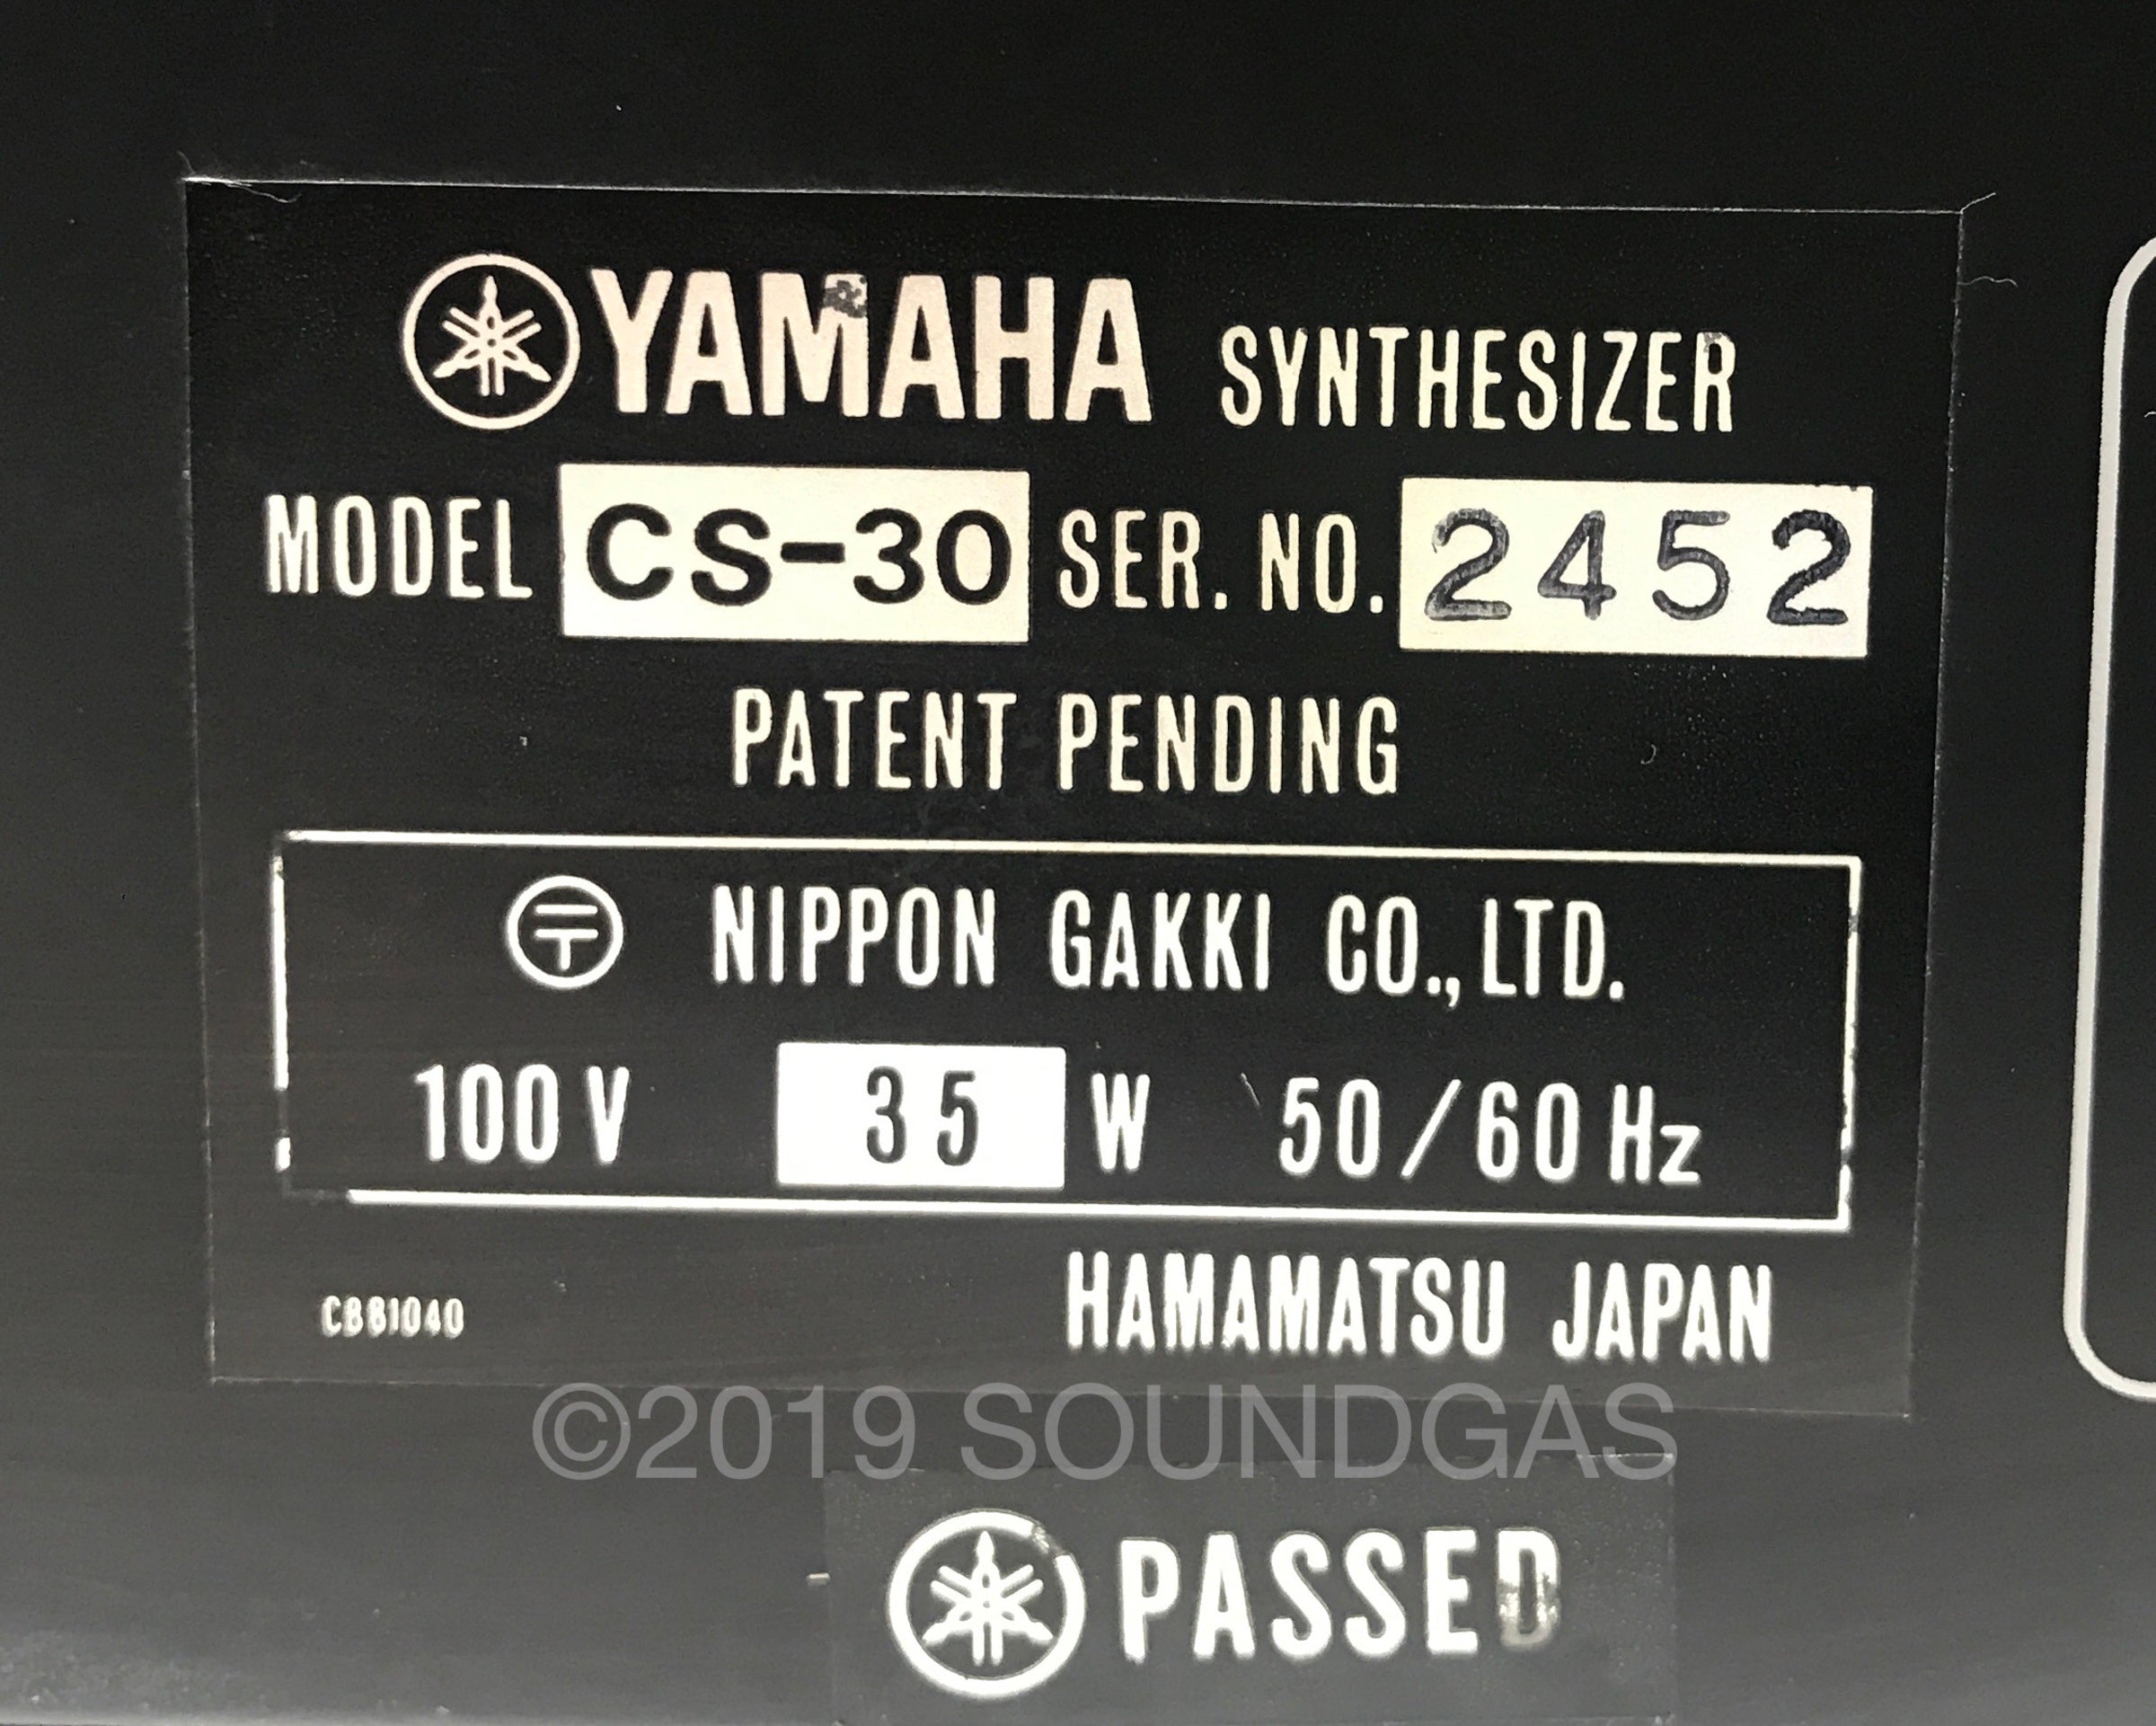 YAMAHA SYNTHESIZER
MODEL CS-30 SER. NO. 2452
PATENT PENDING
〒 NIPPON GAKKI CO., LTD.
100 V 35 W 50/60 Hz
HAMAMATSU JAPAN
CB81040
©2019 SOUNDGAS
PASSED